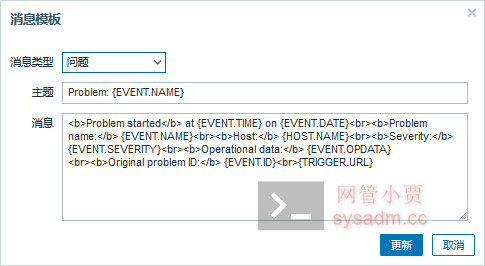 消息模板
消息类型 问题
主题 Problem: {EVENT.NAME}
消息 <b>Problem started</b> at {EVENT.TIME} on {EVENT.DATE}<br><b>Problem
name:</b> {EVENT.NAME}<br><b>Host:</b> {HOST.NAME}<br><b>Severity:</b>
{EVENT.SEVERITY}<br><b>Operational data:</b> {EVENT.OPDATA}
<br><b>Original problem ID:</b> {EVENT.ID}<br>{TRIGGER.URL}
网管小贾
sysadm.cc
更新 取消